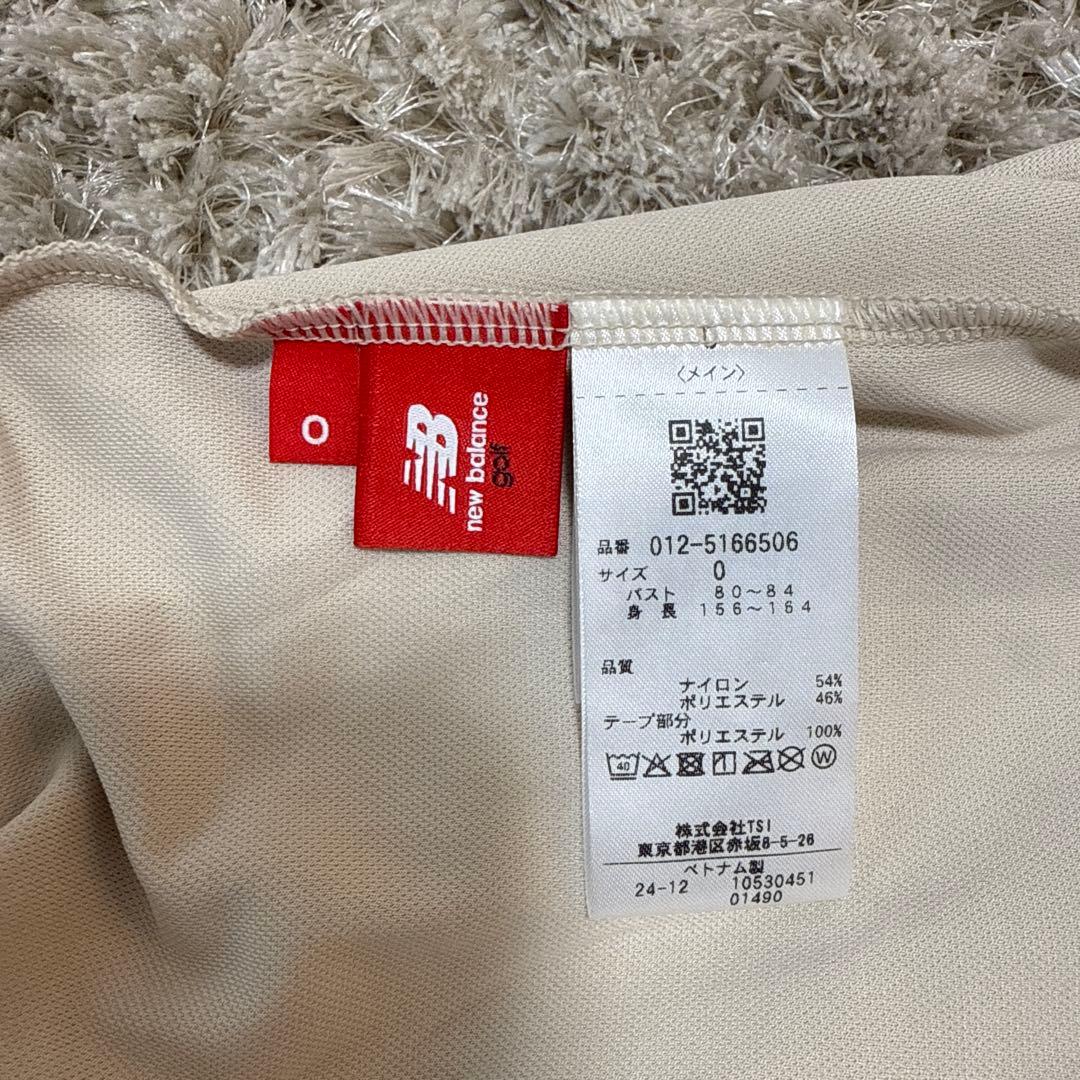 O
NB
new balance
golf
〈メイン〉
品番 012-5166506
サイズ 0
バスト 80~84
身長 156~164
品質
ナイロン 54%
ポリエステル 46%
テープ部分
ポリエステル 100%
40
W
株式会社TSI
東京都港区赤坂8-5-26
ベトナム製
24-12 10530451
01490